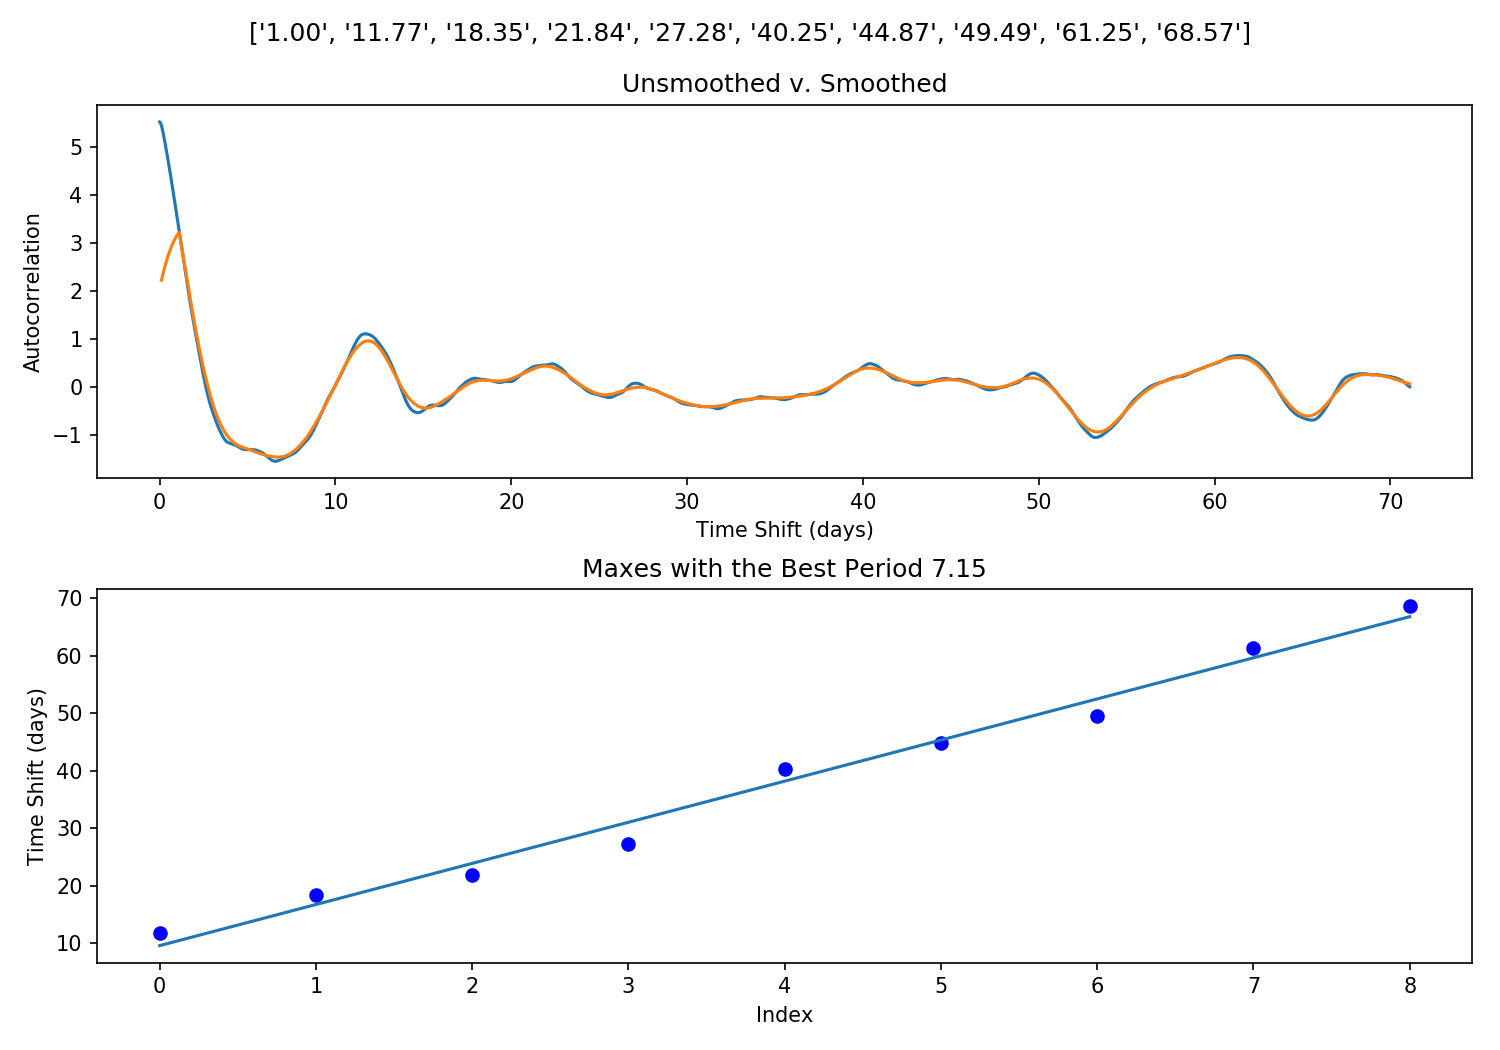 ['1.00', '11.77', '18.35', '21.84', '27.28', '40.25', '44.87', '49.49', '61.25', '68.57']
Unsmoothed v. Smoothed
Autocorrelation
5
4
3
2
1
0
−1
0 10 20 30 40 50 60 70
Time Shift (days)
Maxes with the Best Period 7.15
Time Shift (days)
70
60
50
40
30
20
10
0 1 2 3 4 5 6 7 8
Index